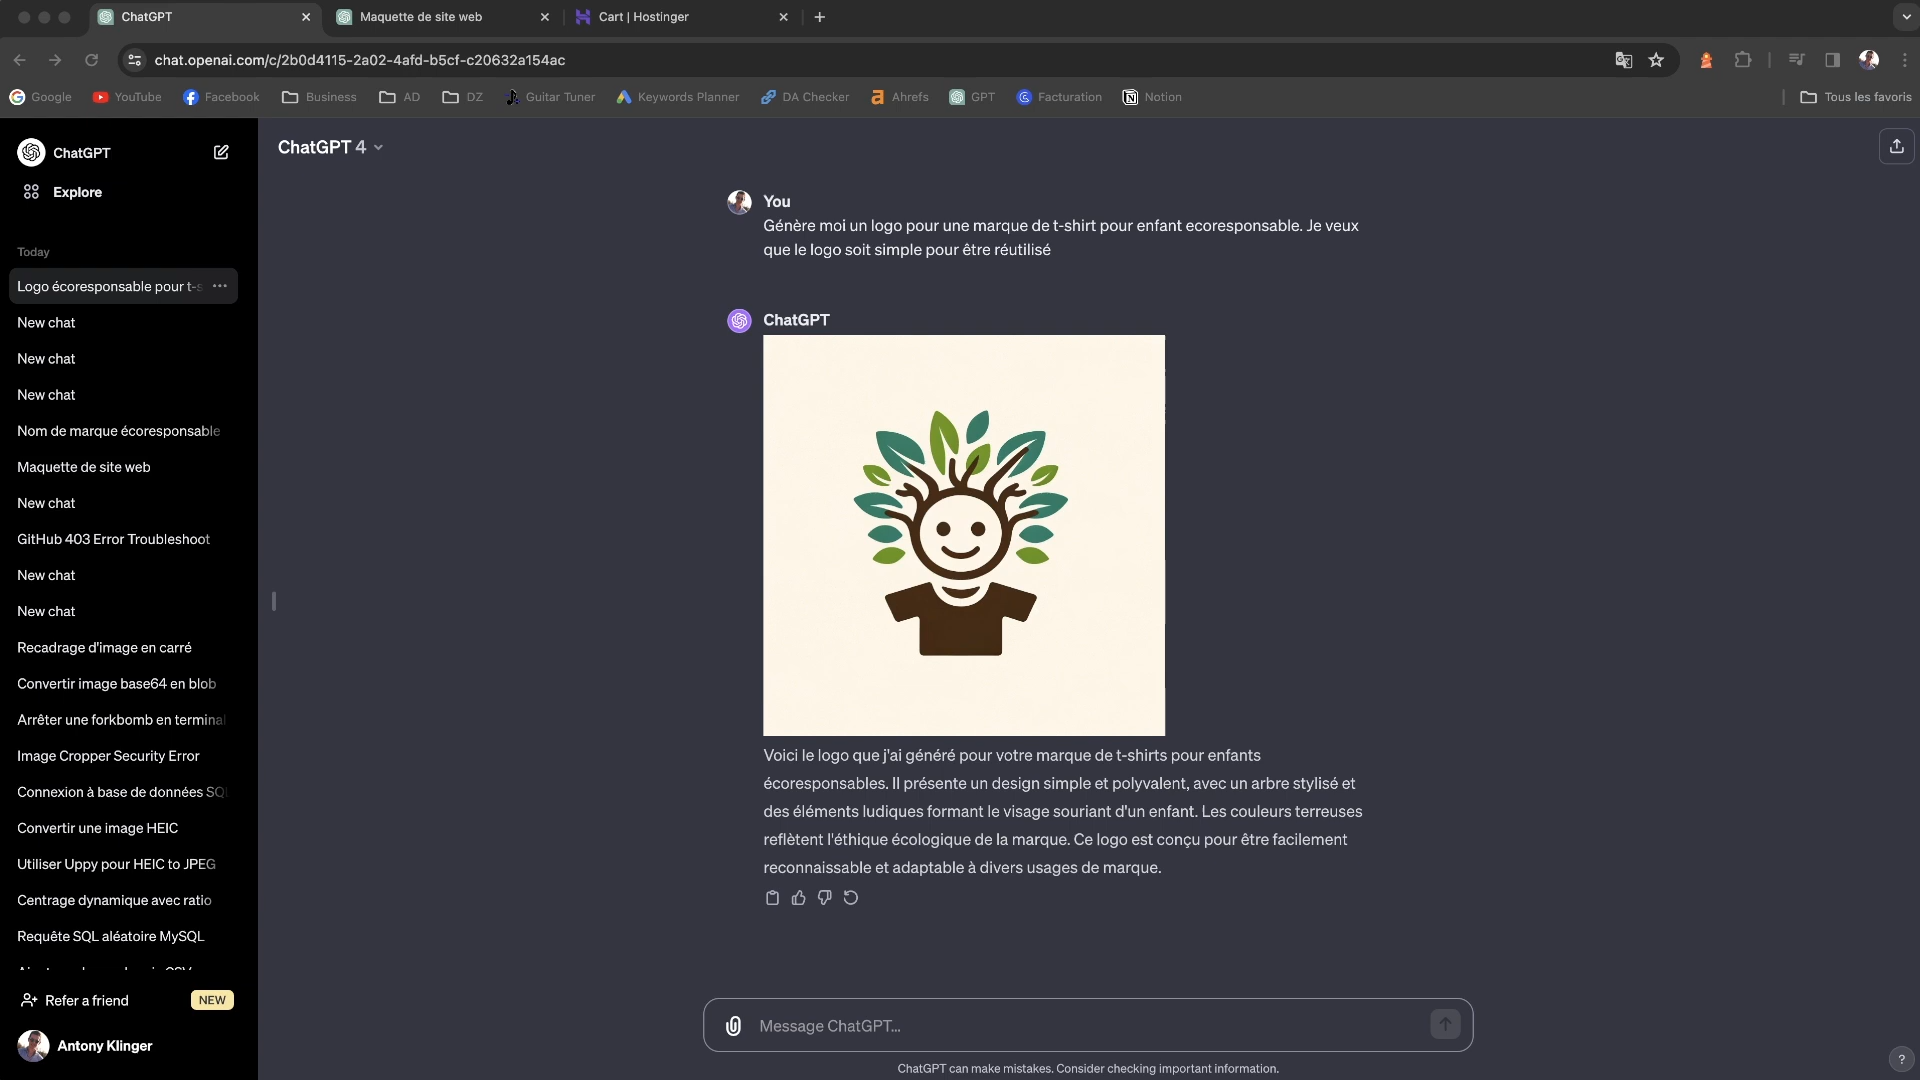 ChatGPT
Maquette de site web
Cart | Hostinger
chat.openai.com/c/2b0d4115-2a02-4afd-b5cf-c20632a154ac
Google
YouTube
Facebook
Business
AD
DZ
Guitar Tuner
Keywords Planner
DA Checker
Ahrefs
GPT
Facturation
Notion
Tous les favoris
ChatGPT
Explore
Today
Logo écoresponsable pour t-s
New chat
New chat
New chat
Nom de marque écoresponsable
Maquette de site web
New chat
GitHub 403 Error Troubleshoot
New chat
New chat
Recadrage d'image en carré
Convertir image base64 en blob
Arrêter une forkbomb en terminal
Image Cropper Security Error
Connexion à base de données SQL
Convertir une image HEIC
Utiliser Uppy pour HEIC to JPEG
Centrage dynamique avec ratio
Requête SQL aléatoire MySQL
Refer a friend
NEW
Antony Klinger
ChatGPT 4
You
Génère moi un logo pour une marque de t-shirt pour enfant ecoresponsable. Je veux
que le logo soit simple pour être réutilisé
ChatGPT
Voici le logo que j'ai généré pour votre marque de t-shirts pour enfants
écoresponsables. Il présente un design simple et polyvalent, avec un arbre stylisé et
des éléments ludiques formant le visage souriant d'un enfant. Les couleurs terreuses
reflètent l'éthique écologique de la marque. Ce logo est conçu pour être facilement
reconnaissable et adaptable à divers usages de marque.
Message ChatGPT...
ChatGPT can make mistakes. Consider checking important information.
?